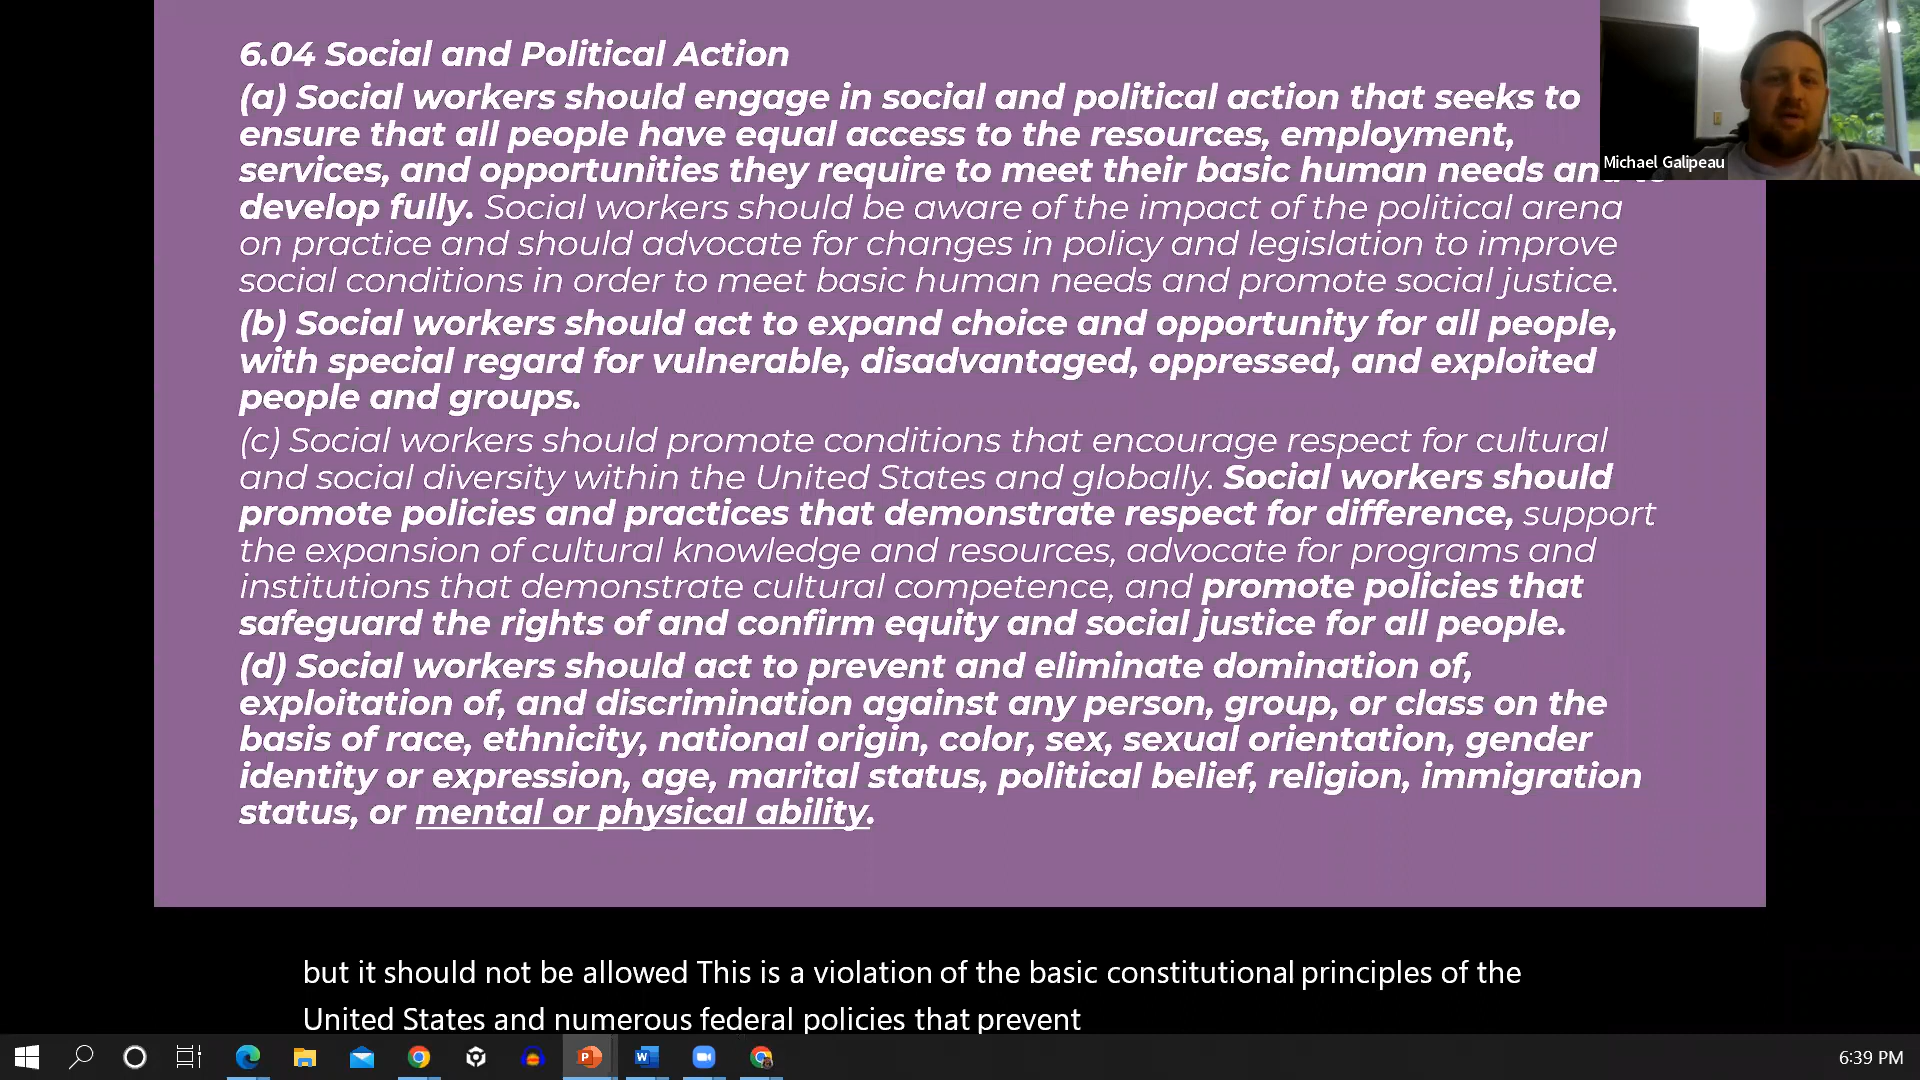 6.04 Social and Political Action
(a) Social workers should engage in social and political action that seeks to
ensure that all people have equal access to the resources, employment,
services, and opportunities they require to meet their basic human needs and to
develop fully. Social workers should be aware of the impact of the political arena
on practice and should advocate for changes in policy and legislation to improve
social conditions in order to meet basic human needs and promote social justice.
(b) Social workers should act to expand choice and opportunity for all people,
with special regard for vulnerable, disadvantaged, oppressed, and exploited
people and groups.
(c) Social workers should promote conditions that encourage respect for cultural
and social diversity within the United States and globally. Social workers should
promote policies and practices that demonstrate respect for difference, support
the expansion of cultural knowledge and resources, advocate for programs and
institutions that demonstrate cultural competence, and promote policies that
safeguard the rights of and confirm equity and social justice for all people.
(d) Social workers should act to prevent and eliminate domination of,
exploitation of, and discrimination against any person, group, or class on the
basis of race, ethnicity, national origin, color, sex, sexual orientation, gender
identity or expression, age, marital status, political belief, religion, immigration
status, or mental or physical ability.
Michael Galipeau
but it should not be allowed This is a violation of the basic constitutional principles of the
United States and numerous federal policies that prevent
6:39 PM